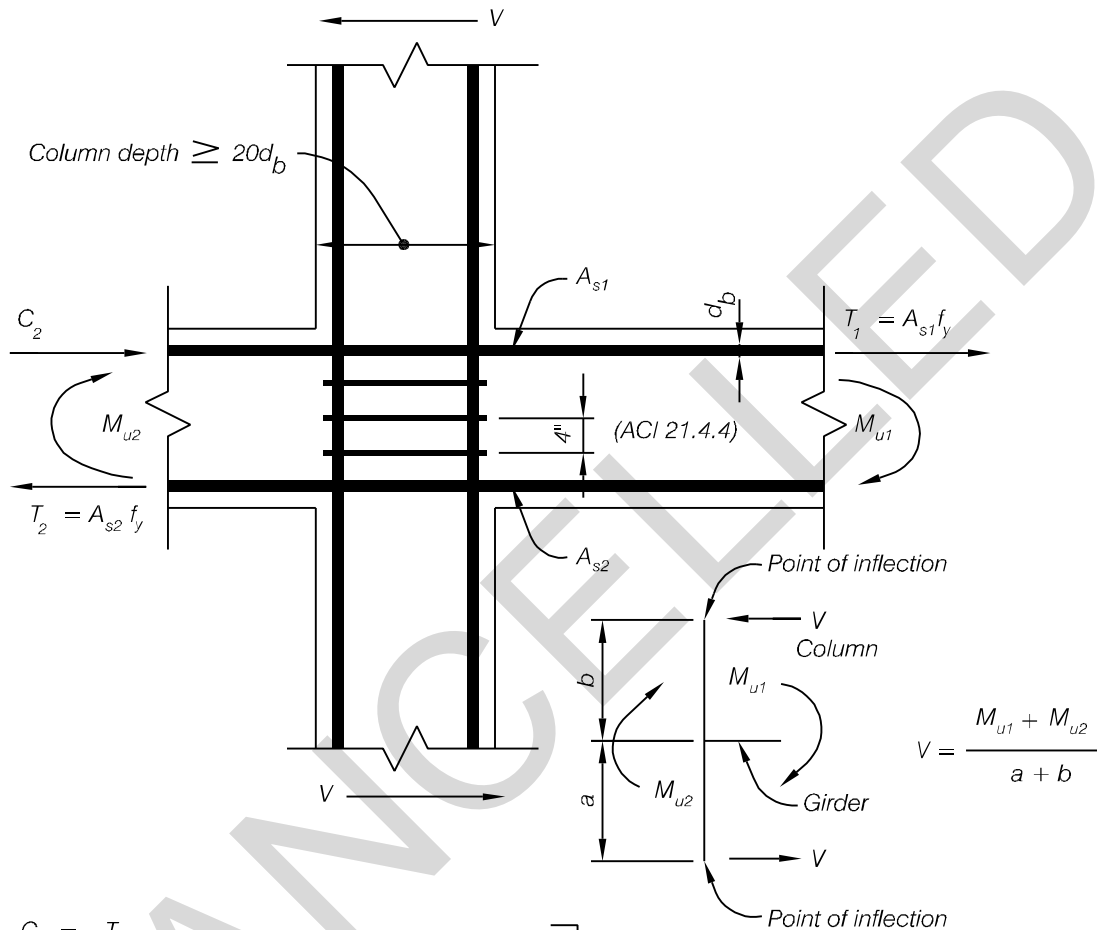 V
Column depth ≥ 20d_b
A_s1
d_b
C_2
T_1 = A_s1 f_y
M_u2
4"
(ACI 21.4.4)
M_u1
T_2 = A_s2 f_y
A_s2
Point of inflection
V
Column
b
M_u1
V = (M_u1 + M_u2) / (a + b)
V
a
M_u2
Girder
V
Point of inflection
ANCELLED